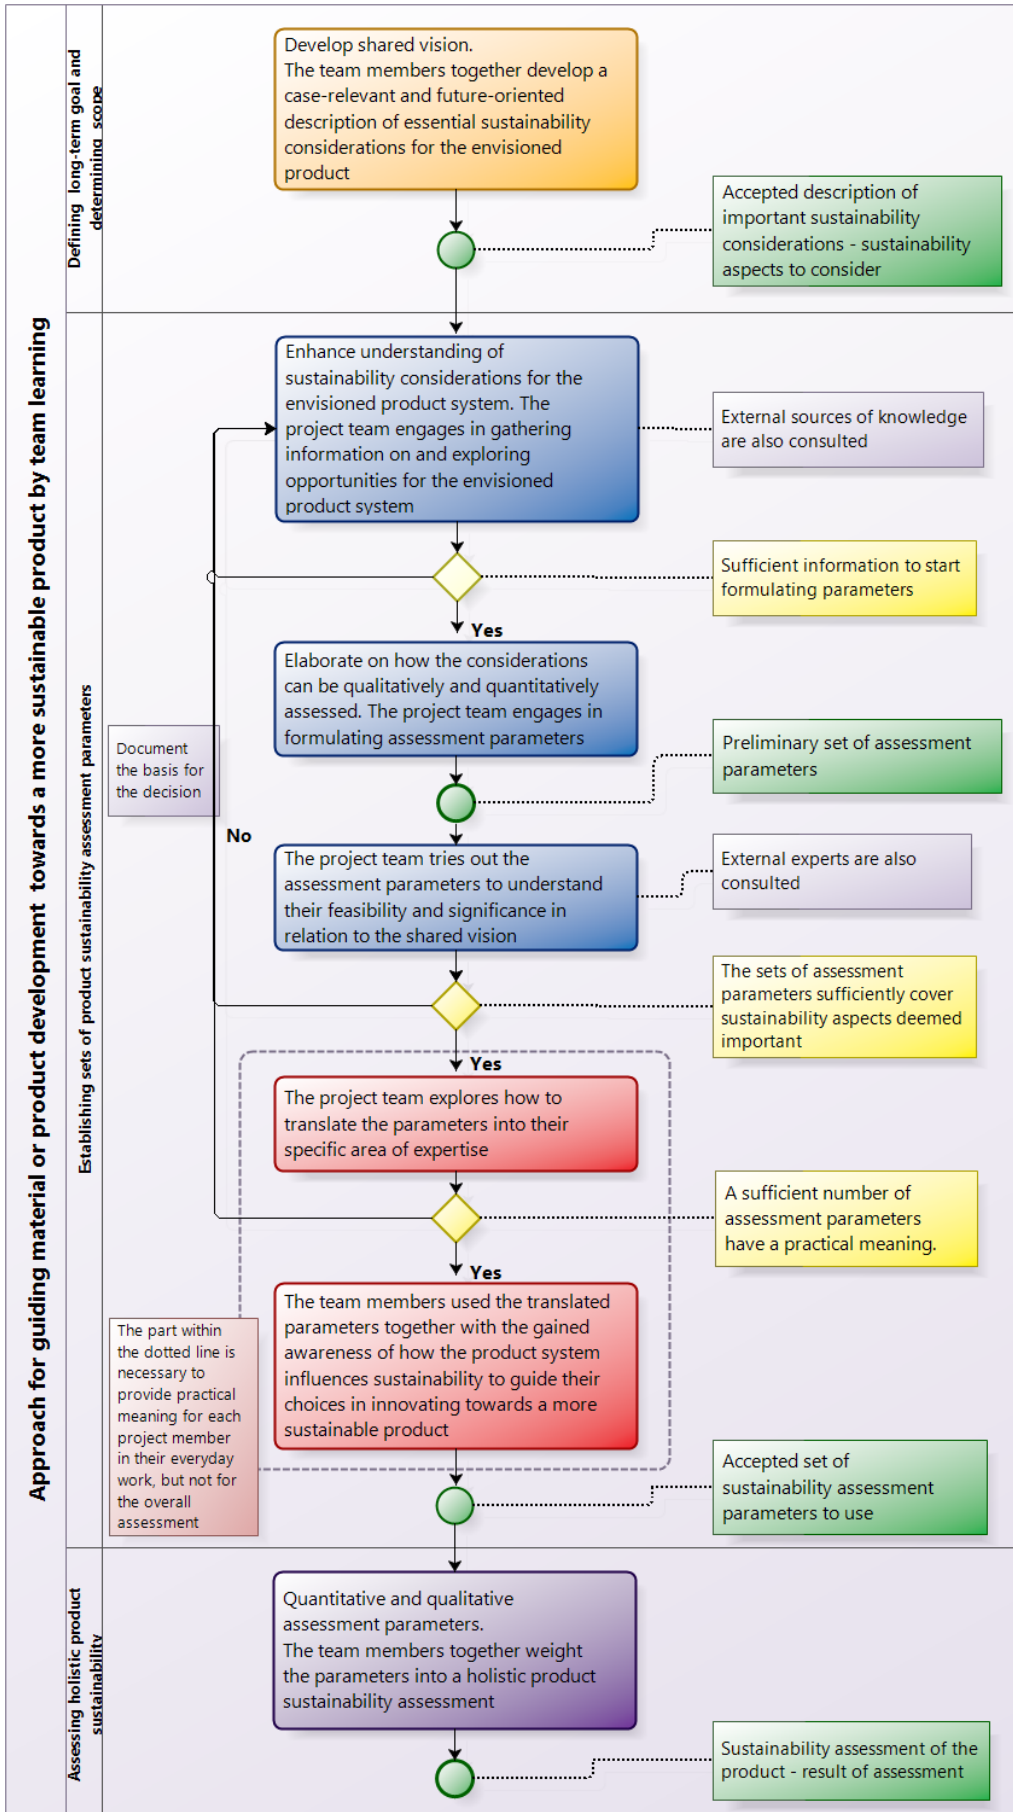 Approach for guiding material or product development towards a more sustainable product by team learning
Defining long-term goal and
determining scope
Develop shared vision.
The team members together develop a
case-relevant and future-oriented
description of essential sustainability
considerations for the envisioned
product
Accepted description of
important sustainability
considerations - sustainability
aspects to consider
Establishing sets of product sustainability assessment parameters
Enhance understanding of
sustainability considerations for the
envisioned product system. The
project team engages in gathering
information on and exploring
opportunities for the envisioned
product system
External sources of knowledge
are also consulted
Sufficient information to start
formulating parameters
Yes
Elaborate on how the considerations
can be qualitatively and quantitatively
assessed. The project team engages in
formulating assessment parameters
Document
the basis for
the decision
Preliminary set of assessment
parameters
No
The project team tries out the
assessment parameters to understand
their feasibility and significance in
relation to the shared vision
External experts are also
consulted
The sets of assessment
parameters sufficiently cover
sustainability aspects deemed
important
Yes
The project team explores how to
translate the parameters into their
specific area of expertise
A sufficient number of
assessment parameters
have a practical meaning.
Yes
The team members used the translated
parameters together with the gained
awareness of how the product system
influences sustainability to guide their
choices in innovating towards a more
sustainable product
The part within
the dotted line is
necessary to
provide practical
meaning for each
project member
in their everyday
work, but not for
the overall
assessment
Accepted set of
sustainability assessment
parameters to use
Assessing holistic product
sustainability
Quantitative and qualitative
assessment parameters.
The team members together weight
the parameters into a holistic product
sustainability assessment
Sustainability assessment of the
product - result of assessment